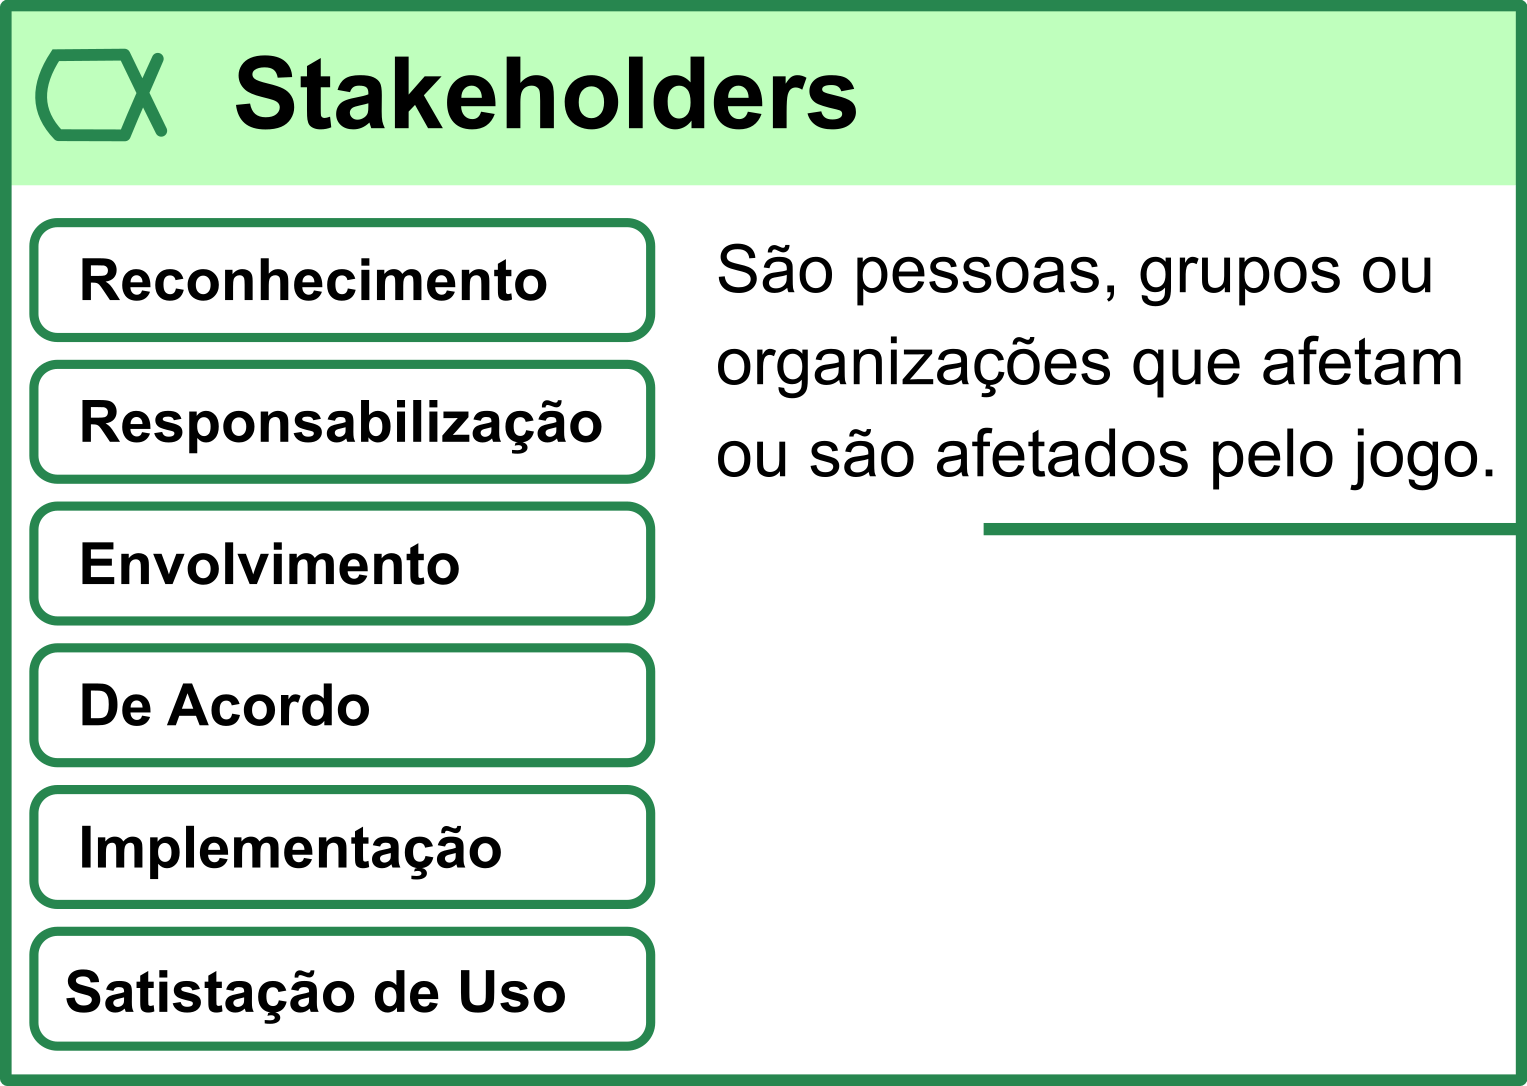 Stakeholders
Reconhecimento
Responsabilização
Envolvimento
De Acordo
Implementação
Satistação de Uso
São pessoas, grupos ou
organizações que afetam
ou são afetados pelo jogo.